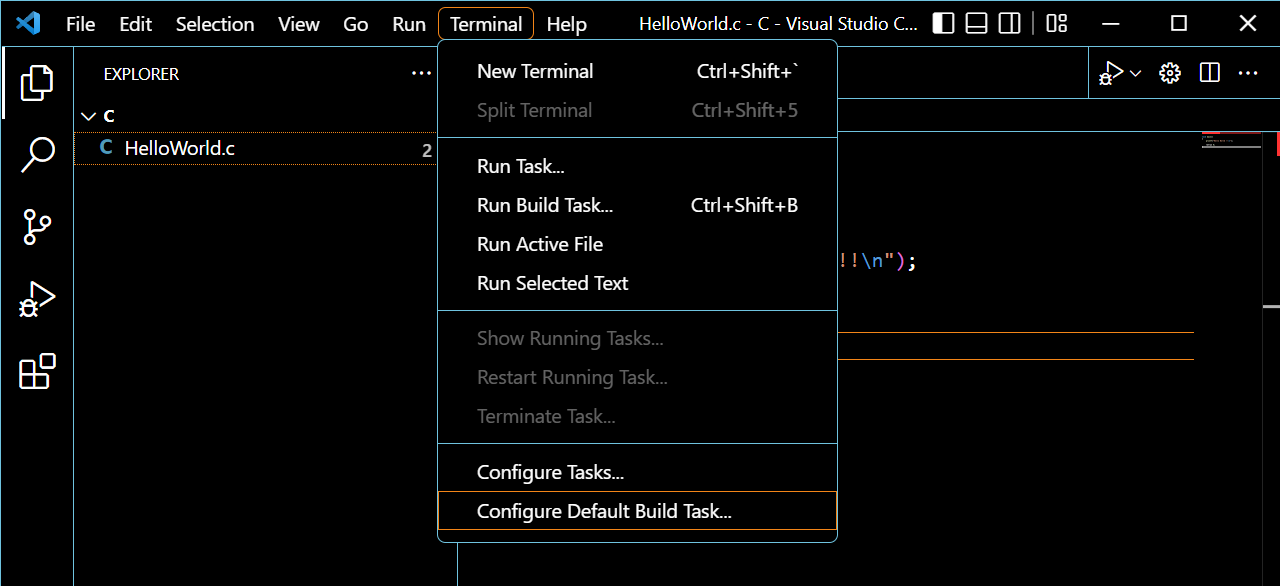 File Edit Selection View Go Run Terminal Help HelloWorld.c - C - Visual Studio C...
EXPLORER ...
C
C HelloWorld.c 2
New Terminal Ctrl+Shift+`
Split Terminal Ctrl+Shift+5
Run Task...
Run Build Task... Ctrl+Shift+B
Run Active File
Run Selected Text
!!\n");
Show Running Tasks...
Restart Running Task...
Terminate Task...
Configure Tasks...
Configure Default Build Task...